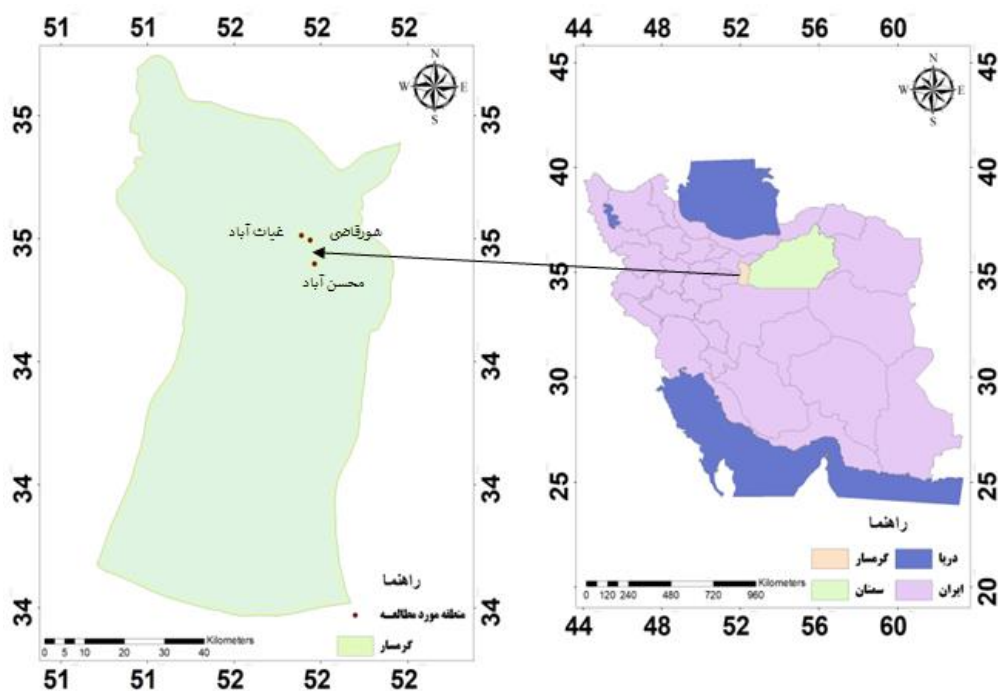 51 51 52 52 52
N
W E
S
35 35
غیاث آباد
شورقاضی
35 35
محسن آباد
34 34
34 34
راهنما
منطقه مورد مطالعه
گرمسار
34 34
Kilometers
0 5 10 20 30 40
51 51 52 52 52
44 48 52 56 60
45 45
N
W E
S
40 40
35 35
30 30
25 25
راهنما
گرمسار
دریا
سمنان
ایران
20
Kilometers
0 120 240 480 720 960
20
44 48 52 56 60